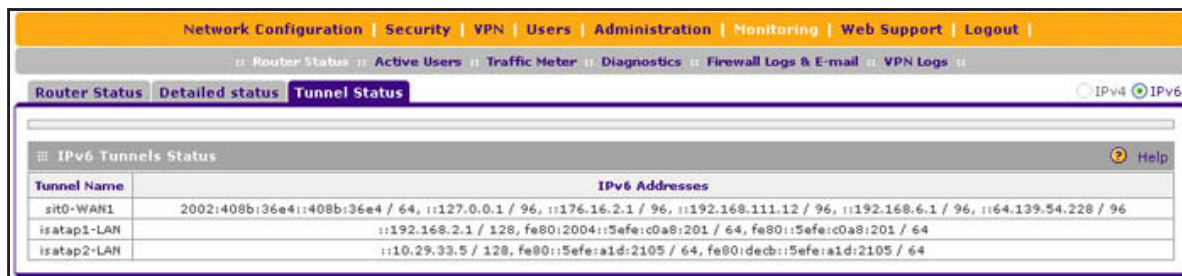 Network Configuration | Security | VPN | Users | Administration | Monitoring | Web Support | Logout |
:: Router Status :: Active Users :: Traffic Meter :: Diagnostics :: Firewall Logs & E-mail :: VPN Logs ::
Router Status Detailed status Tunnel Status IPv4 IPv6
IPv6 Tunnels Status ? Help
Tunnel Name IPv6 Addresses
sit0-WAN1 2002:408b:36e4::408b:36e4 / 64, ::127.0.0.1 / 96, ::176.16.2.1 / 96, ::192.168.111.12 / 96, ::192.168.6.1 / 96, ::64.139.54.228 / 96
isatap1-LAN ::192.168.2.1 / 128, fe80:2004::5efe:c0a8:201 / 64, fe80::5efe:c0a8:201 / 64
isatap2-LAN ::10.29.33.5 / 128, fe80::5efe:a1d:2105 / 64, fe80:decb::5efe:a1d:2105 / 64